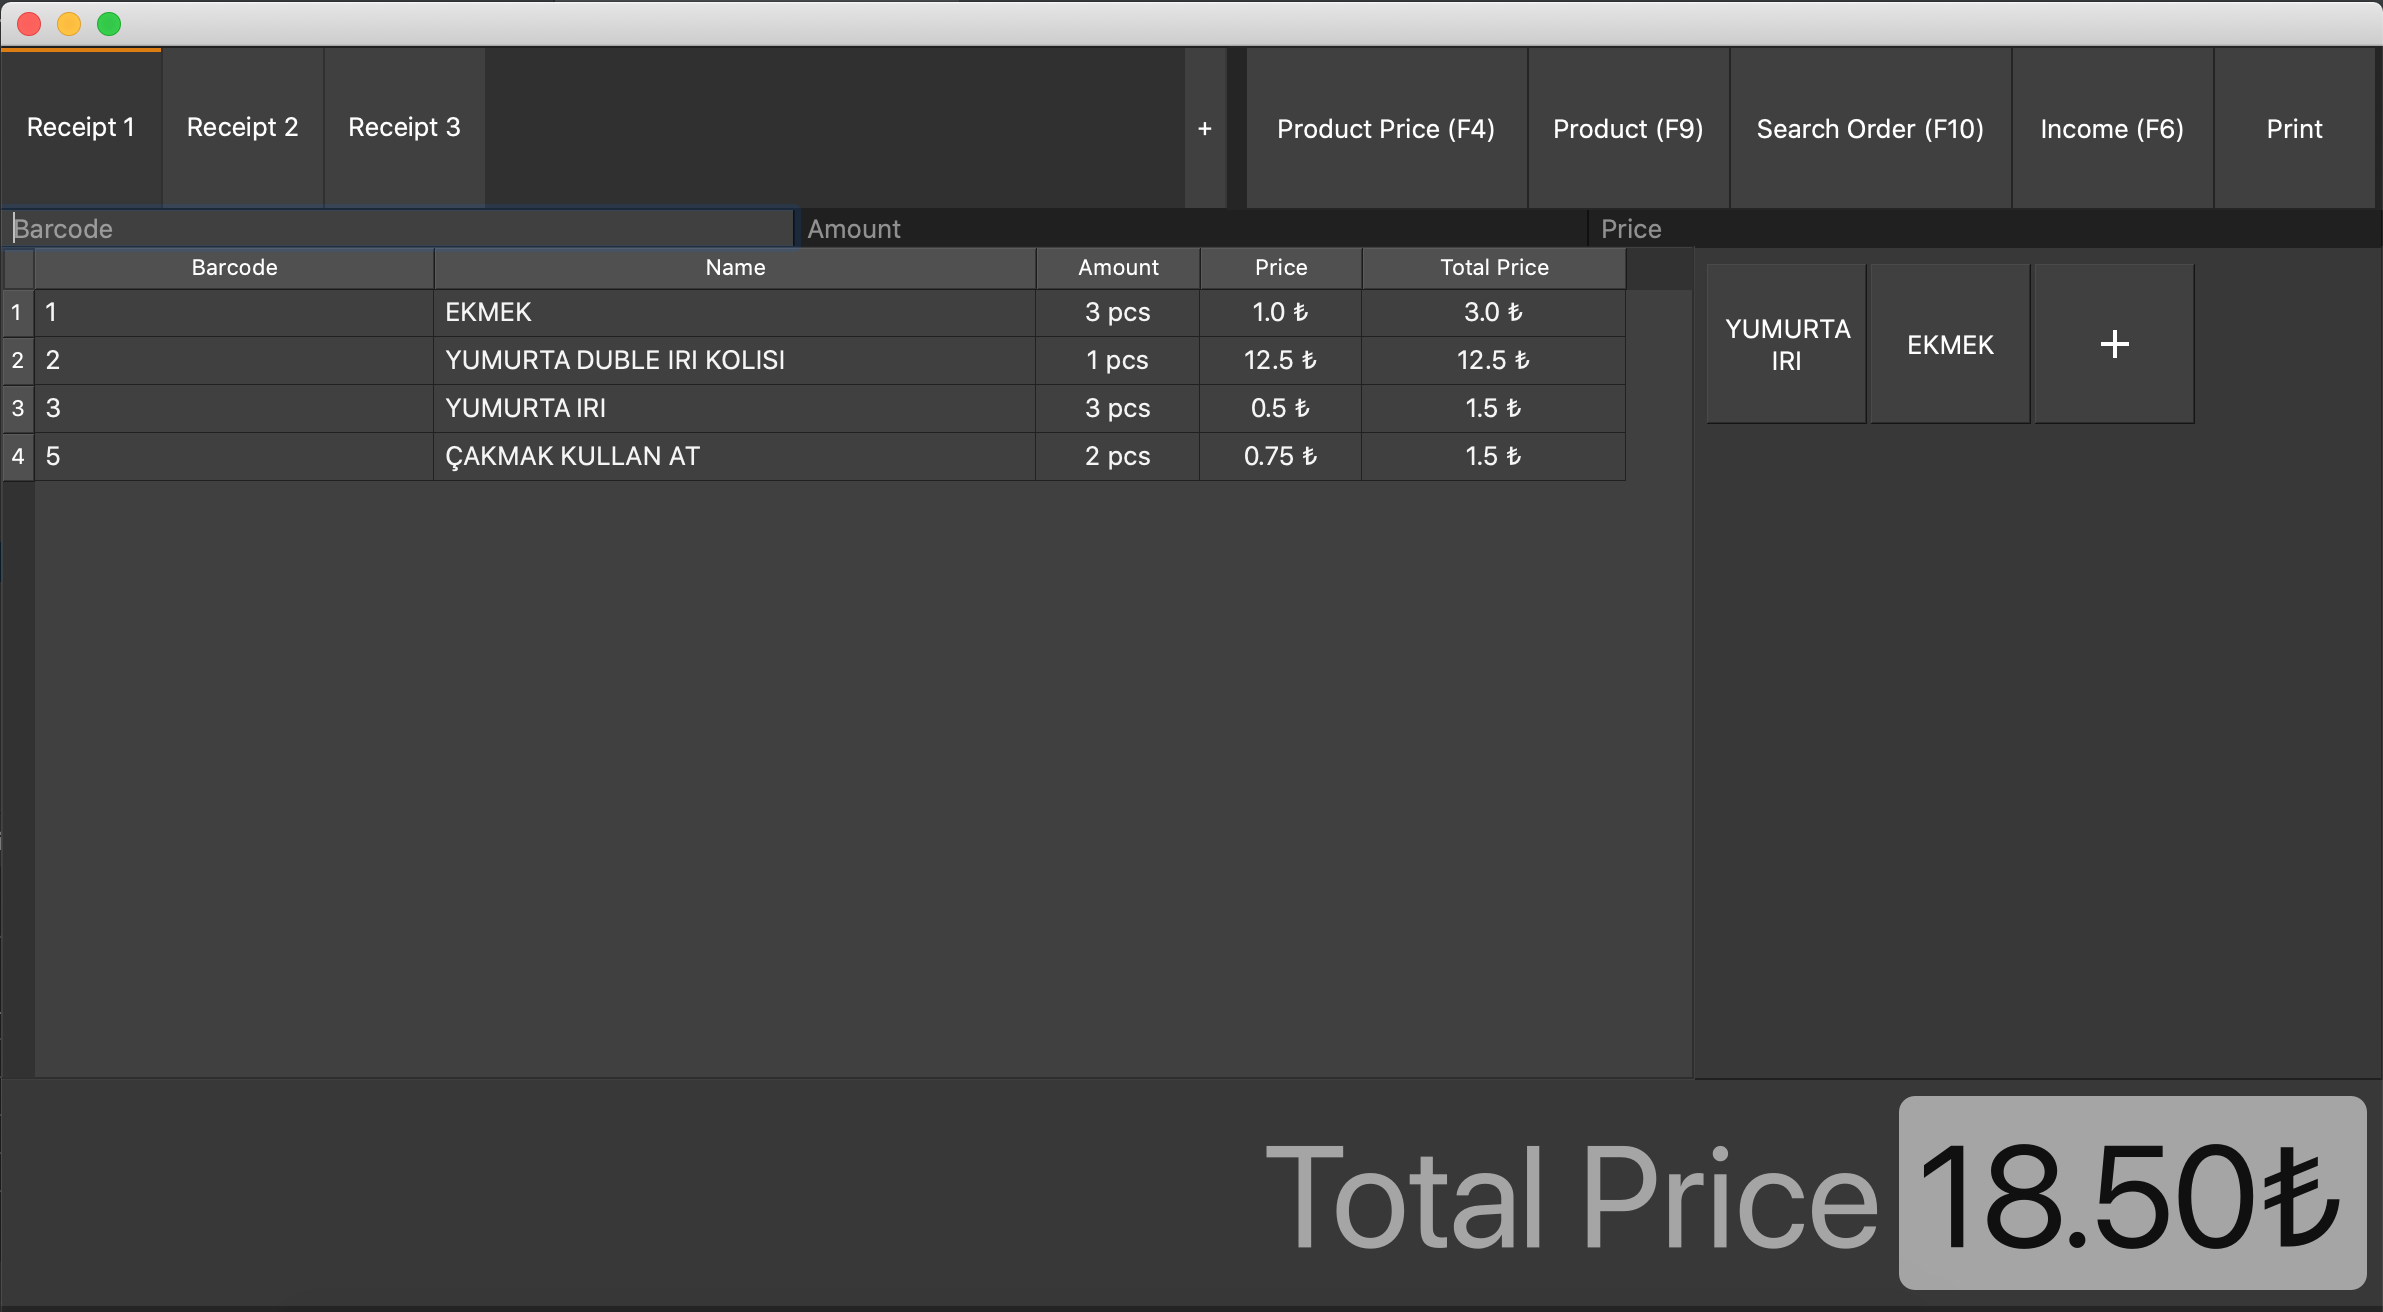 Receipt 1 Receipt 2 Receipt 3 + Product Price (F4) Product (F9) Search Order (F10) Income (F6) Print
Barcode Amount Price
Barcode Name Amount Price Total Price
1 1 EKMEK 3 pcs 1.0 ₺ 3.0 ₺
2 2 YUMURTA DUBLE IRI KOLISI 1 pcs 12.5 ₺ 12.5 ₺
3 3 YUMURTA IRI 3 pcs 0.5 ₺ 1.5 ₺
4 5 ÇAKMAK KULLAN AT 2 pcs 0.75 ₺ 1.5 ₺
YUMURTA
IRI
EKMEK
+
Total Price 18.50₺